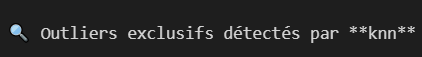 🔍 Outliers exclusifs détectés par **knn**